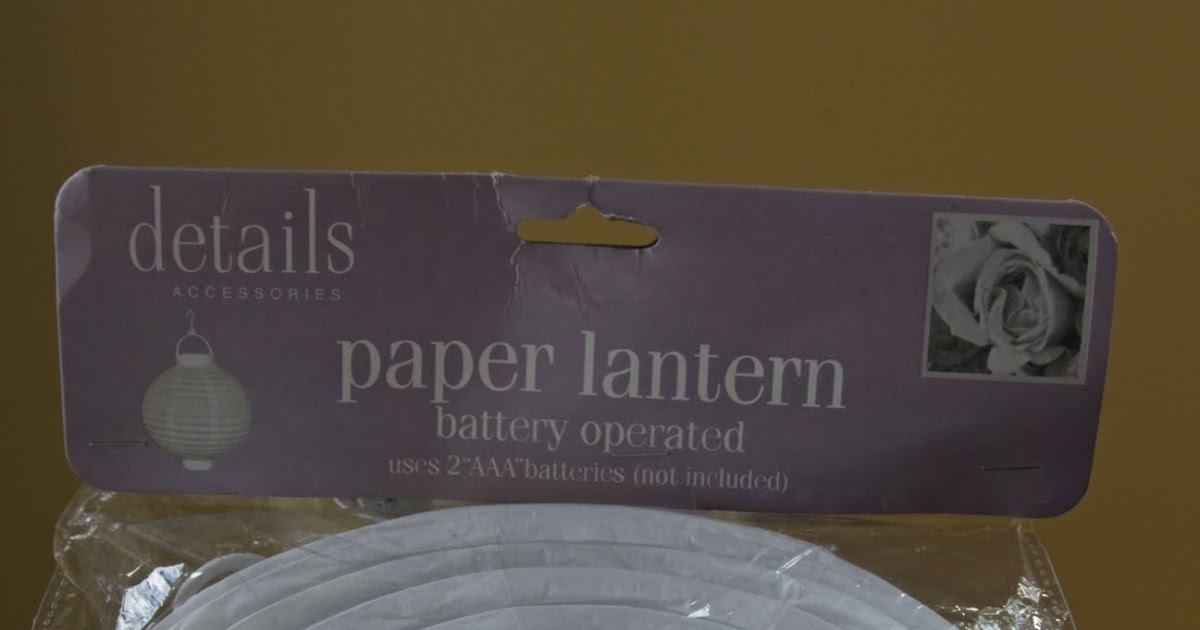 details
ACCESSORIES
paper lantern
battery operated
uses 2"AAA"batteries (not included)